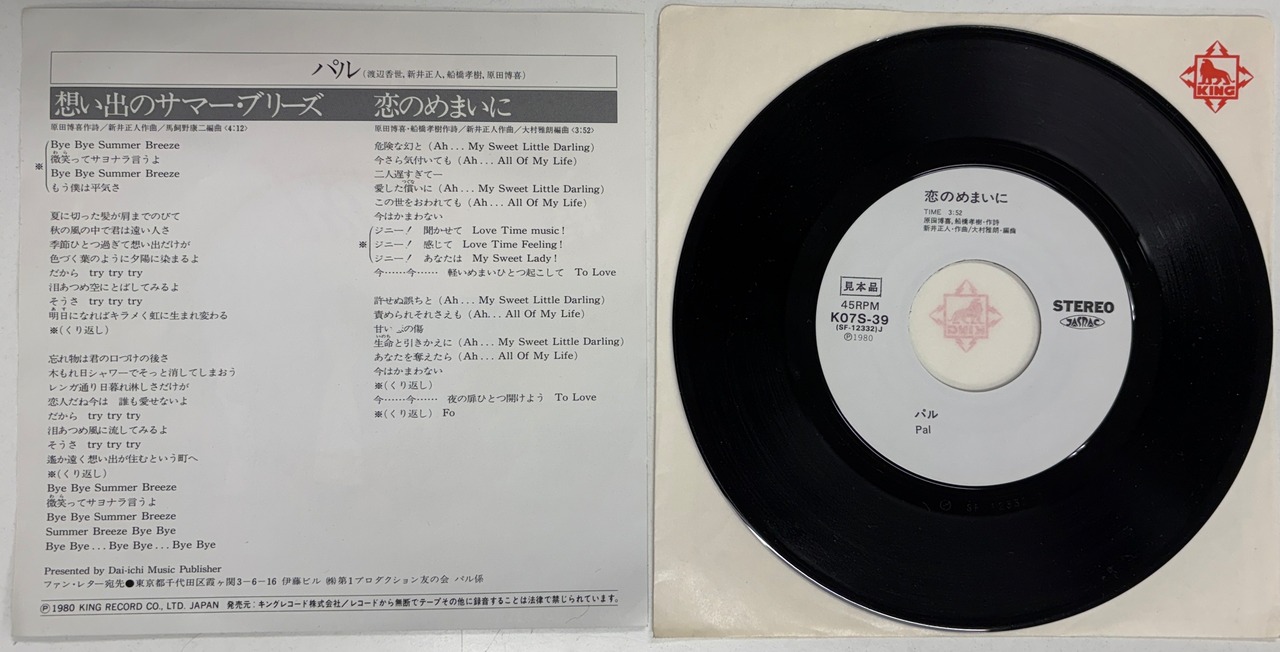 パル(渡辺香世, 新井正人, 船橋孝樹, 原田博喜)
想い出のサマー・ブリーズ
原田博喜作詩／新井正人作曲／馬飼野康二編曲〈4:12〉
Bye Bye Summer Breeze
微笑ってサヨナラ言うよ
Bye Bye Summer Breeze
※
もう僕は平気さ
夏に切った髪が肩までのびて
秋の風の中で君は遠い人さ
季節ひとつ過ぎて想い出だけが
色づく葉のように夕陽に染まるよ
だから try try try
泪あつめ空にとばしてみるよ
そうさ try try try
明日になればキラメく虹に生まれ変わる
※(くり返し)
忘れ物は君の口づけの後さ
木もれ日シャワーでそっと消してしまおう
レンガ通り日暮れ淋しさだけが
恋人だね今は 誰も愛せないよ
だから try try try
泪あつめ風に流してみるよ
そうさ try try try
遙か遠く想い出が住むという町へ
※(くり返し)
Bye Bye Summer Breeze
微笑ってサヨナラ言うよ
Bye Bye Summer Breeze
Summer Breeze Bye Bye
Bye Bye...Bye Bye...Bye Bye
恋のめまいに
原田博喜・船橋孝樹作詩／新井正人作曲／大村雅朗編曲〈3:52〉
危険な幻と (Ah... My Sweet Little Darling)
今さら気付いても (Ah... All Of My Life)
二人遅すぎてー
愛した償いに (Ah... My Sweet Little Darling)
この世をおわれても (Ah... All Of My Life)
今はかまわない
ジニー! 聞かせて Love Time music!
※ ジニー! 感じて Love Time Feeling!
ジニー! あなたは My Sweet Lady!
今……今…… 軽いめまいひとつ起こして To Love
許せぬ誤ちと (Ah... My Sweet Little Darling)
責められそれさえも (Ah... All Of My Life)
甘い の傷
生命と引きかえに (Ah... My Sweet Little Darling)
あなたを奪えたら (Ah... All Of My Life)
今はかまわない
※(くり返し)
今……今…… 夜の扉ひとつ開けよう To Love
※(くり返し) Fo
Presented by Dai-ichi Music Publisher
ファン・レター宛先●東京都千代田区霞ヶ関3-6-16 伊藤ビル ㈱第1プロダクション友の会 パル係
Ⓟ1980 KING RECORD CO., LTD. JAPAN 発売元：キングレコード株式会社／レコードから無断でテープその他に録音することは法律で禁じられています。
KING
恋のめまいに
TIME 3:52
原田博喜, 船橋孝樹・作詩
新井正人・作曲/大村雅朗・編曲
見本品
45RPM
K07S-39
(SF-12332)J
Ⓟ1980
STEREO
JASRAC
KING
パル
Pal